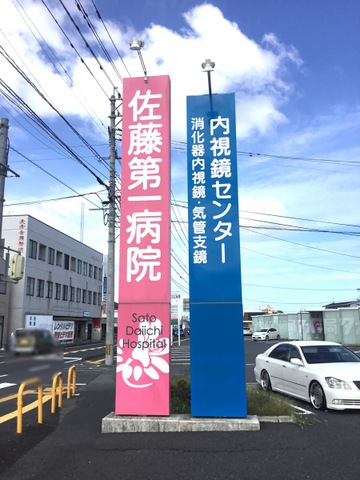 佐藤第一病院
Sato
Daiichi
Hospital
内視鏡センター
消化器内視鏡・気管支鏡